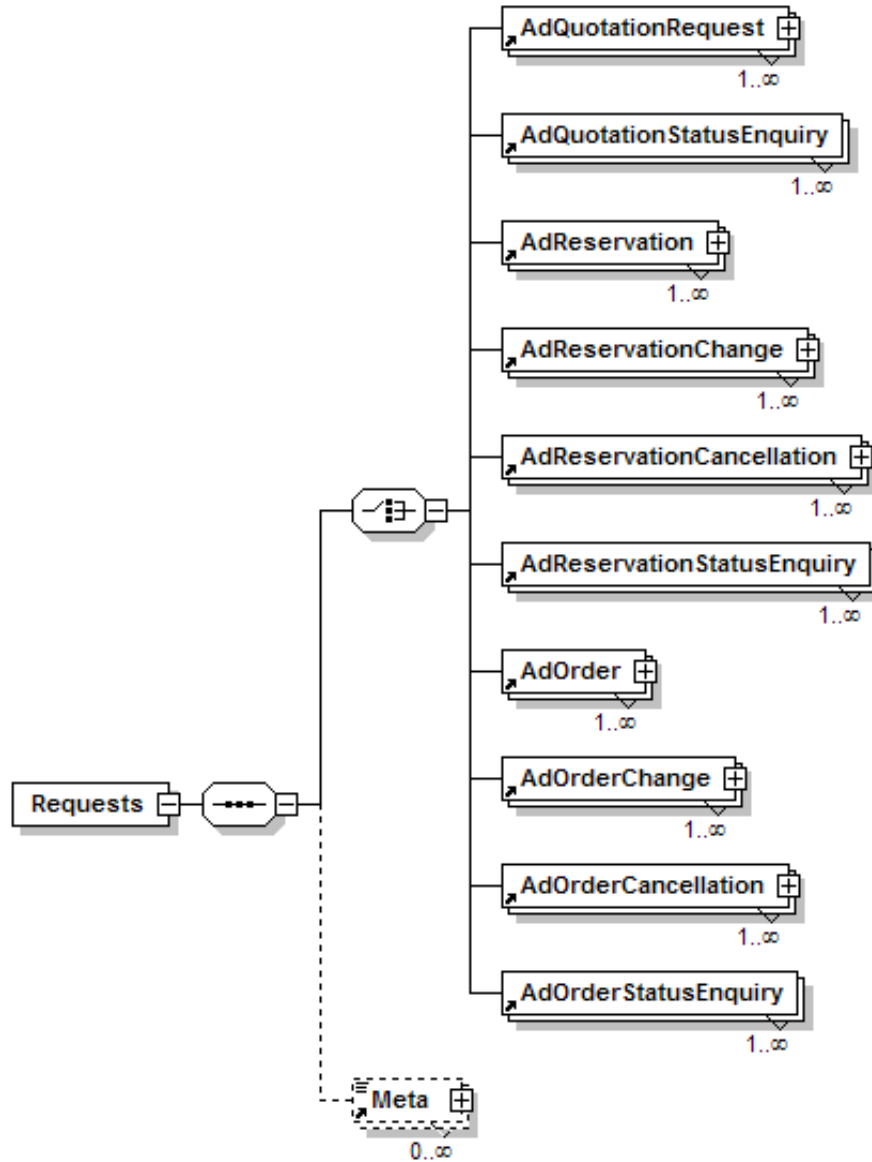 AdQuotationRequest
1..∞
AdQuotationStatusEnquiry
1..∞
AdReservation
1..∞
AdReservationChange
1..∞
AdReservationCancellation
1..∞
AdReservationStatusEnquiry
1..∞
AdOrder
1..∞
AdOrderChange
1..∞
Requests
AdOrderCancellation
1..∞
AdOrderStatusEnquiry
1..∞
Meta
0..∞